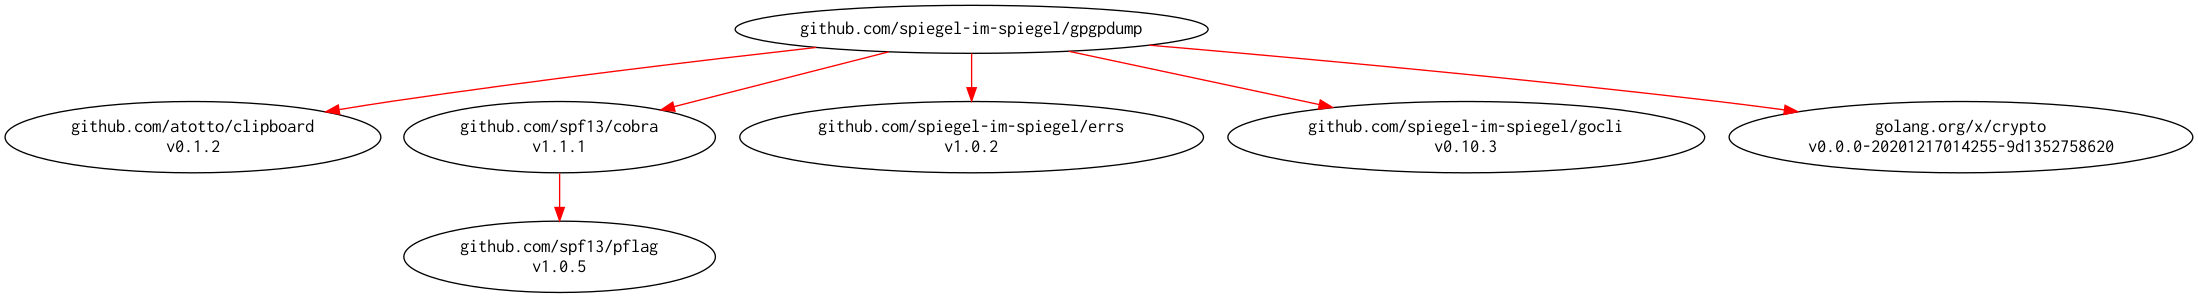 github.com/spiegel-im-spiegel/gpgpdump
github.com/atotto/clipboard
v0.1.2
github.com/spf13/cobra
v1.1.1
github.com/spiegel-im-spiegel/errs
v1.0.2
github.com/spiegel-im-spiegel/gocli
v0.10.3
golang.org/x/crypto
v0.0.0-20201217014255-9d1352758620
github.com/spf13/pflag
v1.0.5